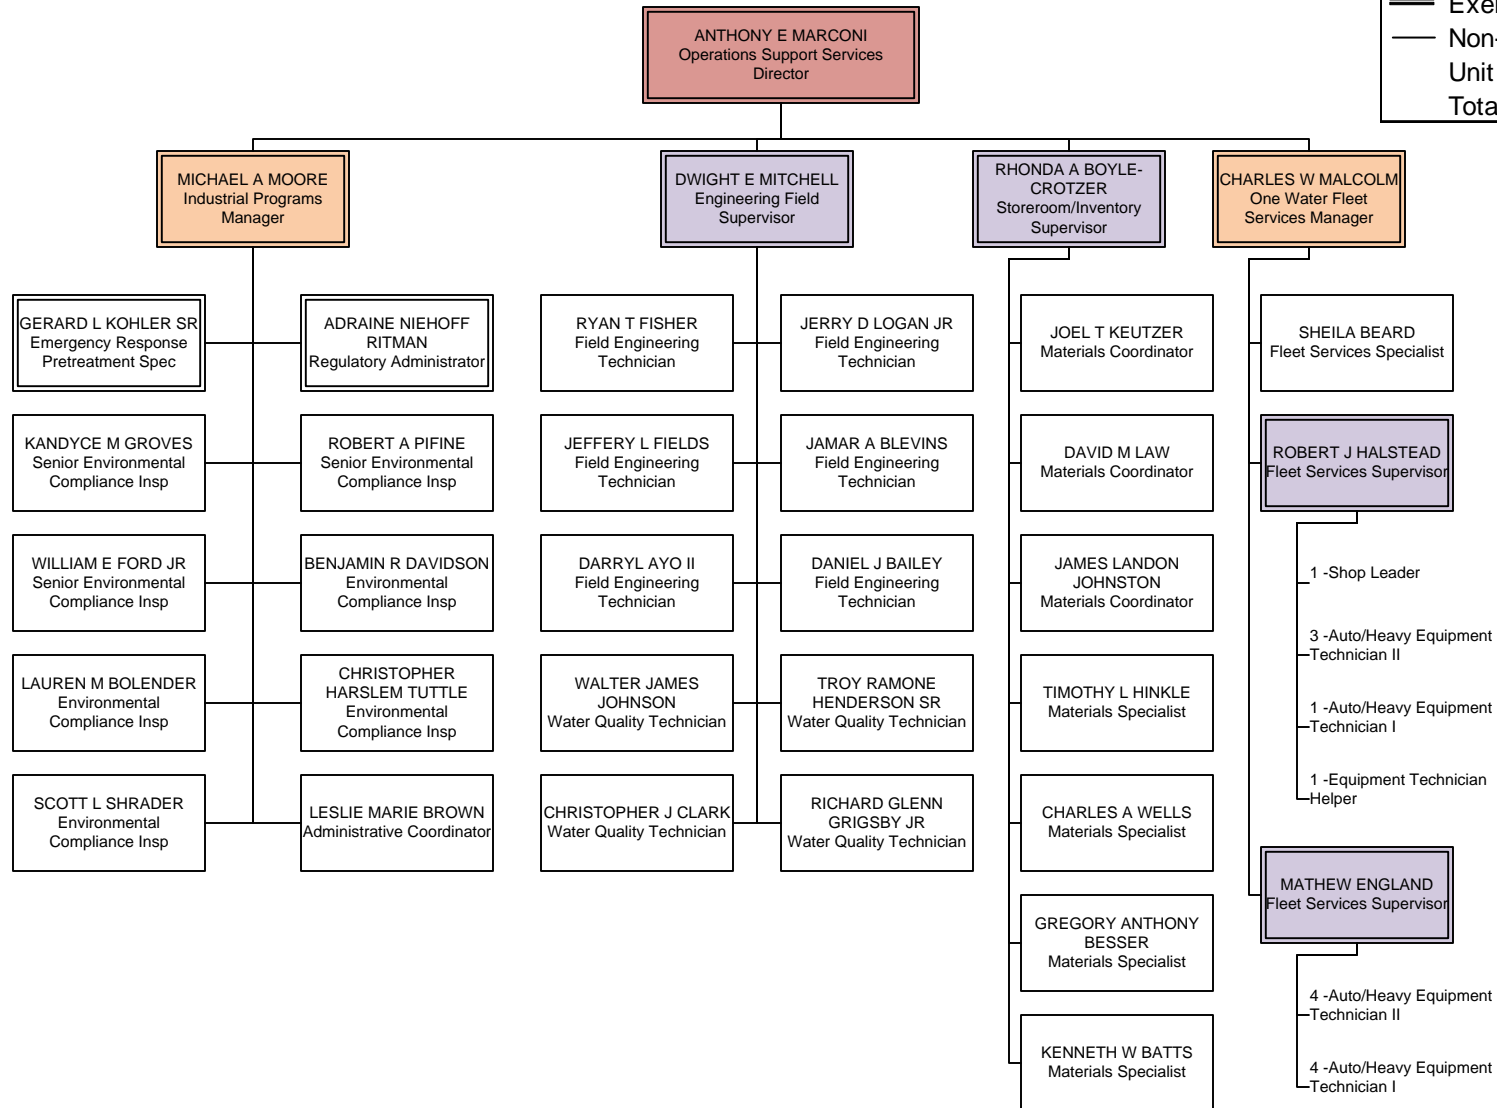 Unit
ANTHONY E MARCONI
Operations Support Services
Director
MICHAEL A MOORE
Industrial Programs
Manager
DWIGHT E MITCHELL
Engineering Field
Supervisor
RHONDA A BOYLE-
CROTZER
Storeroom/Inventory
Supervisor
CHARLES W MALCOLM
One Water Fleet
Services Manager
GERARD L KOHLER SR
Emergency Response
Pretreatment Spec
ADRAINE NIEHOFF
RITMAN
Regulatory Administrator
KANDYCE M GROVES
Senior Environmental
Compliance Insp
ROBERT A PIFINE
Senior Environmental
Compliance Insp
WILLIAM E FORD JR
Senior Environmental
Compliance Insp
BENJAMIN R DAVIDSON
Environmental
Compliance Insp
LAUREN M BOLENDER
Environmental
Compliance Insp
CHRISTOPHER
HARSLEM TUTTLE
Environmental
Compliance Insp
SCOTT L SHRADER
Environmental
Compliance Insp
LESLIE MARIE BROWN
Administrative Coordinator
RYAN T FISHER
Field Engineering
Technician
JERRY D LOGAN JR
Field Engineering
Technician
JEFFERY L FIELDS
Field Engineering
Technician
JAMAR A BLEVINS
Field Engineering
Technician
DARRYL AYO II
Field Engineering
Technician
DANIEL J BAILEY
Field Engineering
Technician
WALTER JAMES
JOHNSON
Water Quality Technician
TROY RAMONE
HENDERSON SR
Water Quality Technician
CHRISTOPHER J CLARK
Water Quality Technician
RICHARD GLENN
GRIGSBY JR
Water Quality Technician
JOEL T KEUTZER
Materials Coordinator
DAVID M LAW
Materials Coordinator
JAMES LANDON
JOHNSTON
Materials Coordinator
TIMOTHY L HINKLE
Materials Specialist
CHARLES A WELLS
Materials Specialist
GREGORY ANTHONY
BESSER
Materials Specialist
KENNETH W BATTS
Materials Specialist
SHEILA BEARD
Fleet Services Specialist
ROBERT J HALSTEAD
Fleet Services Supervisor
1 -Shop Leader
3 -Auto/Heavy Equipment
Technician II
1 -Auto/Heavy Equipment
Technician I
1 -Equipment Technician
Helper
MATHEW ENGLAND
Fleet Services Supervisor
4 -Auto/Heavy Equipment
Technician II
4 -Auto/Heavy Equipment
Technician I